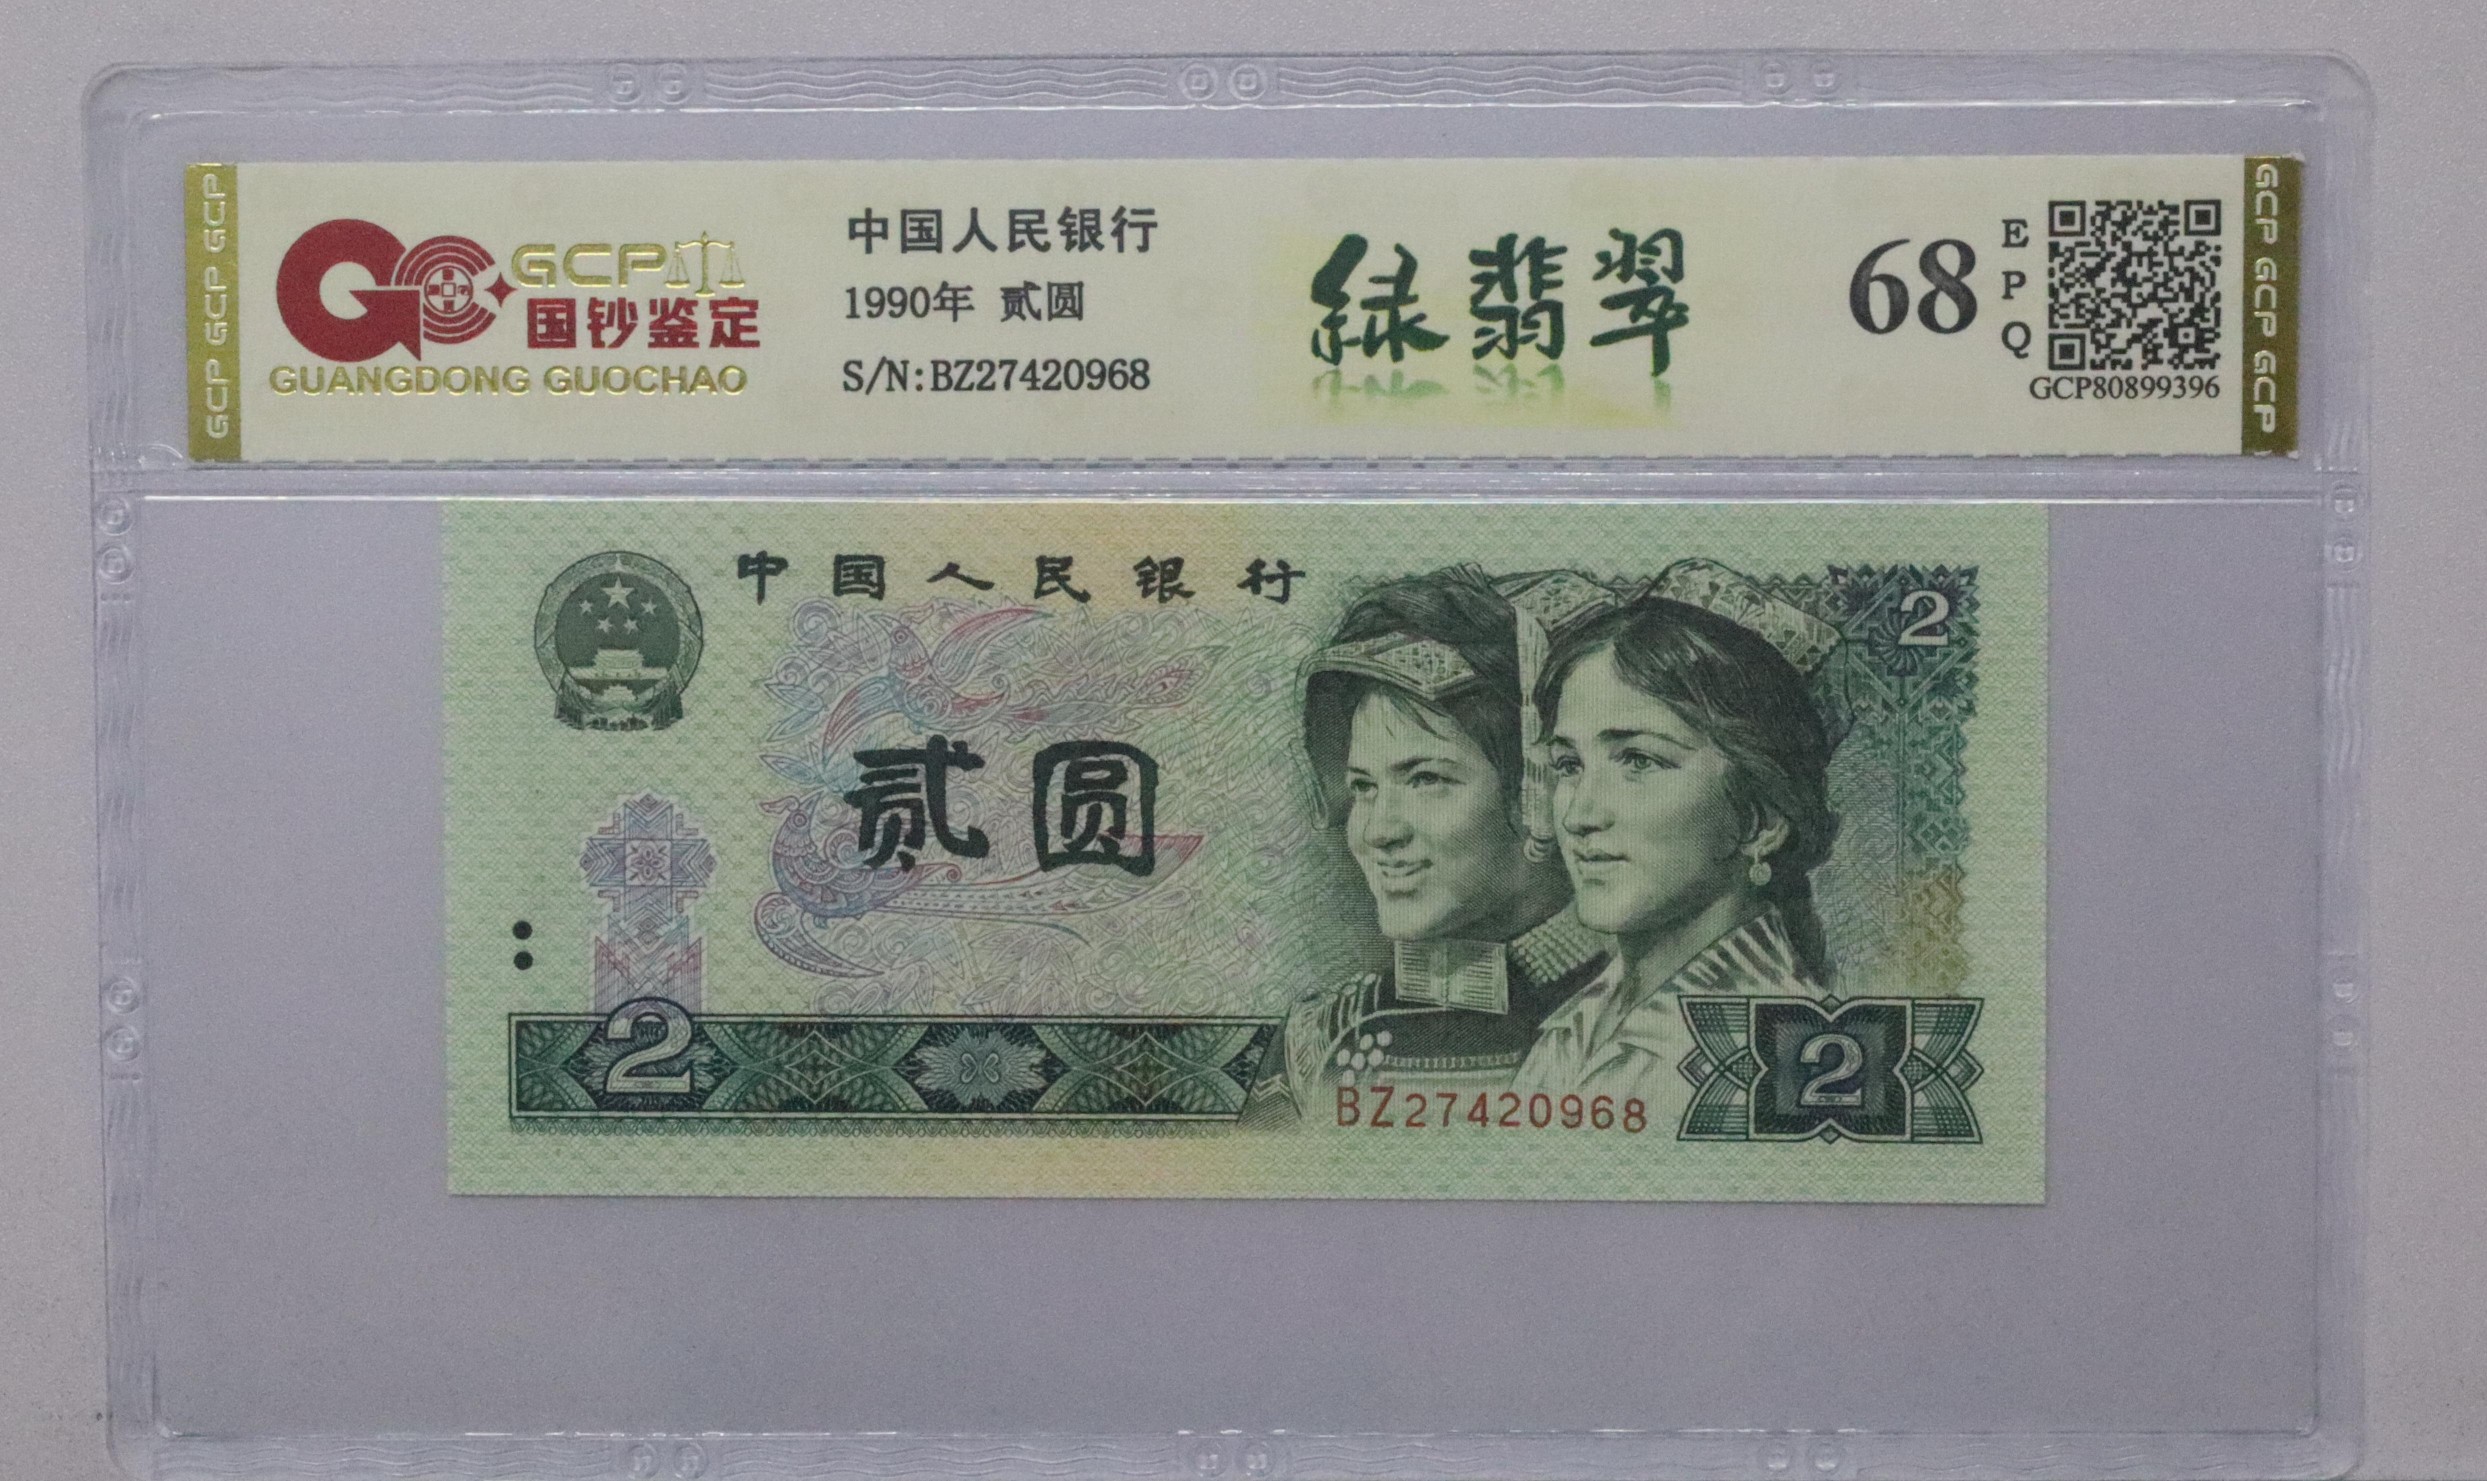 GCP GCP GCP
GCP
国钞鉴定
GUANGDONG GUOCHAO
中国人民银行
1990年 贰圆
S/N:BZ27420968
绿翡翠
68
EPQ
GCP80899396
GCP GCP GCP
中国人民银行
2
贰圆
2
BZ27420968
2